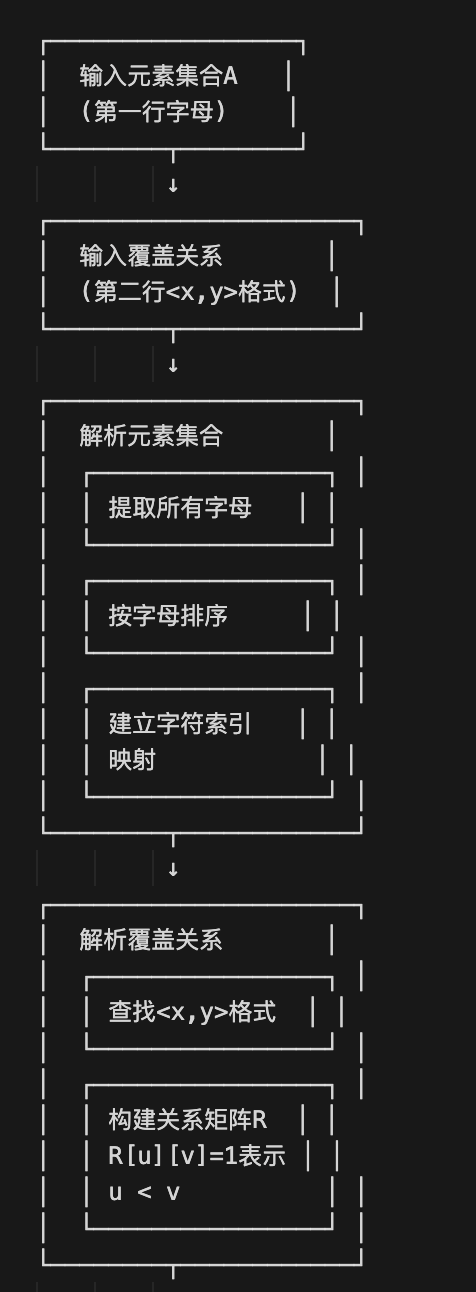 输入元素集合A
(第一行字母)
↓
输入覆盖关系
(第二行<x,y>格式)
↓
解析元素集合
提取所有字母
按字母排序
建立字符索引
映射
↓
解析覆盖关系
查找<x,y>格式
构建关系矩阵R
R[u][v]=1表示
u < v